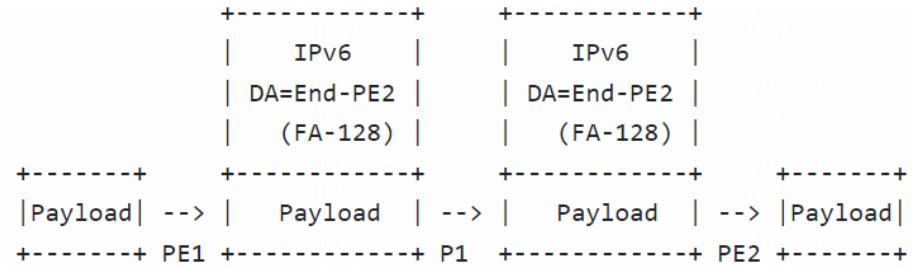 +------------+      +------------+
|    IPv6    |      |    IPv6    |
| DA=End-PE2 |      | DA=End-PE2 |
|   (FA-128) |      |   (FA-128) |
+-------+     +------------+      +------------+     +-------+
|Payload| --> |   Payload  | --> |   Payload  | --> |Payload|
+-------+ PE1 +------------+ P1  +------------+ PE2 +-------+